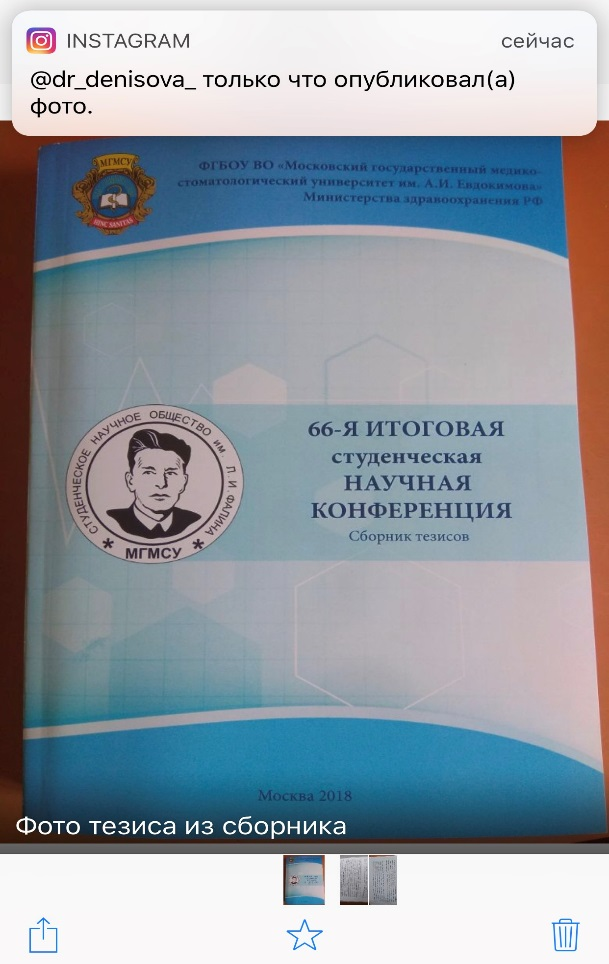 INSTAGRAM
сейчас
@dr_denisova_ только что опубликовал(а)
фото.
МГМСУ
HINC SANITAS
ФГБОУ ВО «Московский государственный медико-
стоматологический университет им. А.И. Евдокимова»
Министерства здравоохранения РФ
СТУДЕНЧЕСКОЕ НАУЧНОЕ ОБЩЕСТВО ИМ. Л. И. ФАЛИНА
* МГМСУ *
66-Я ИТОГОВАЯ
студенческая
НАУЧНАЯ
КОНФЕРЕНЦИЯ
Сборник тезисов
Москва 2018
Фото тезиса из сборника